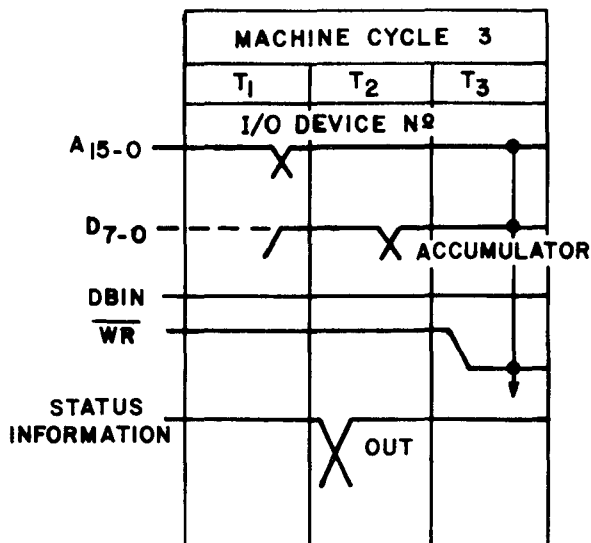 MACHINE CYCLE 3
T1 T2 T3
I/O DEVICE Nº
A15-0
D7-0
ACCUMULATOR
DBIN
WR
STATUS
INFORMATION
OUT